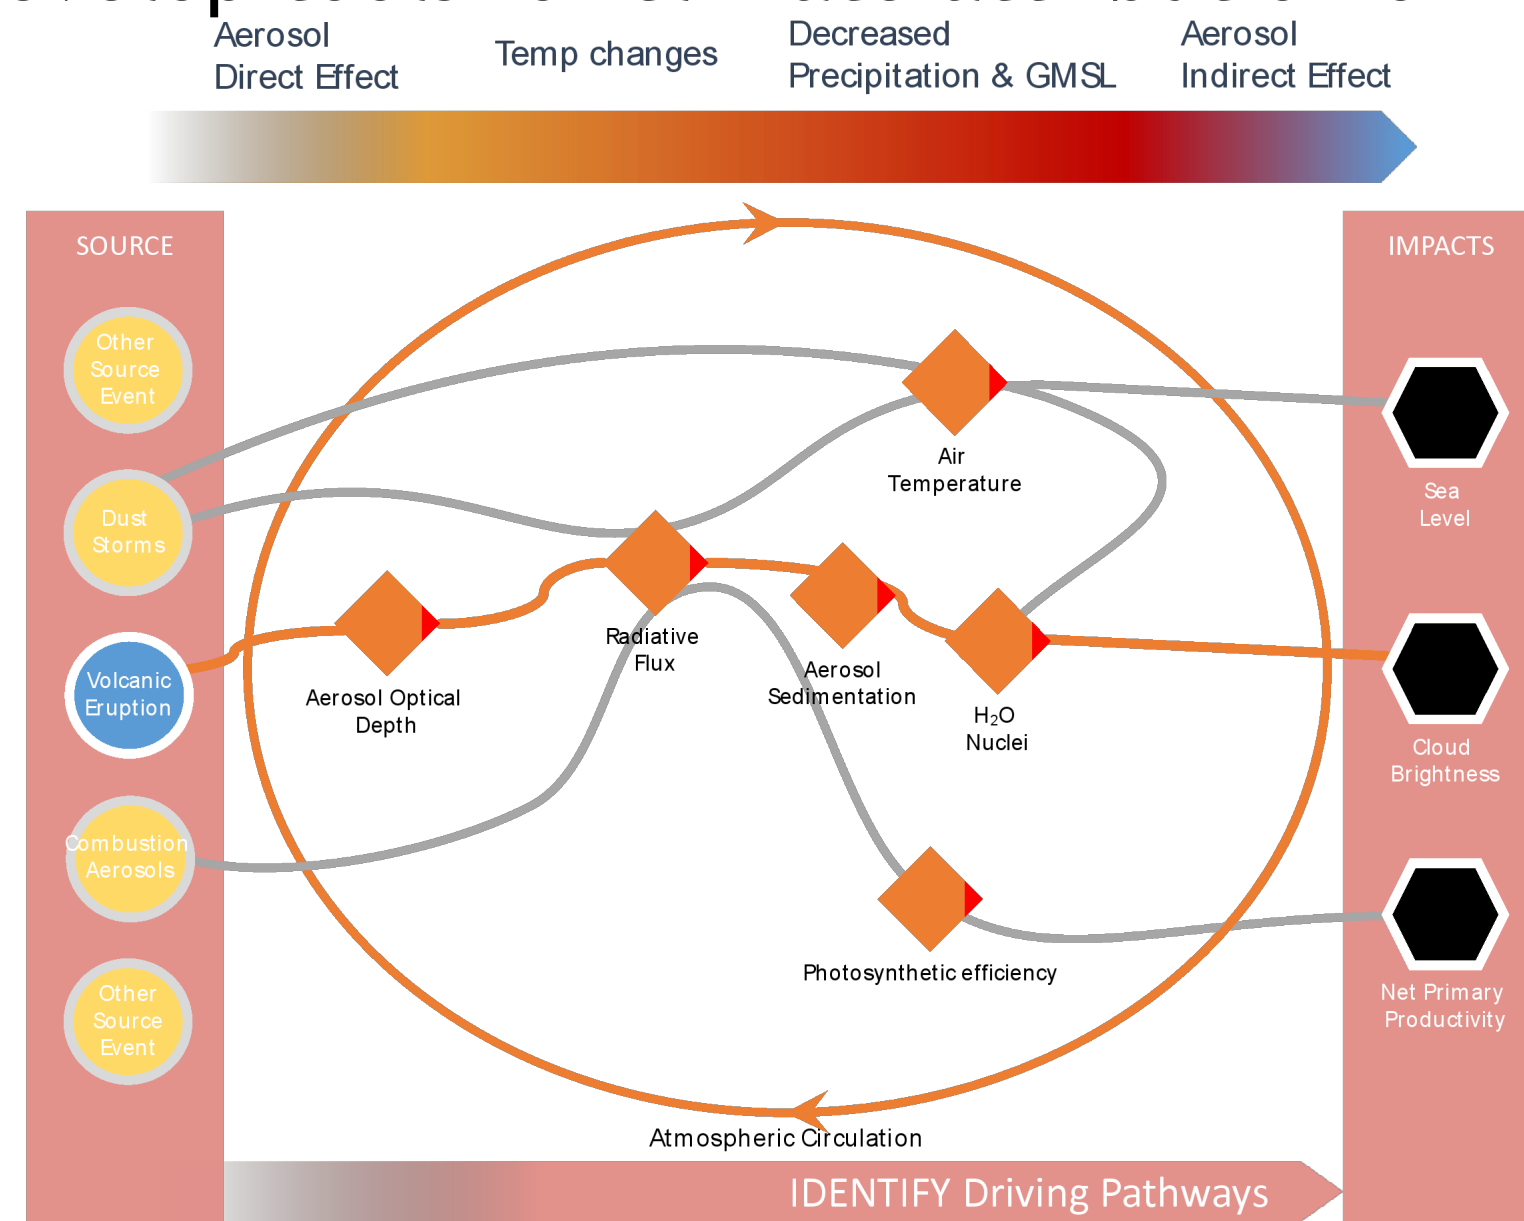 Aerosol
Direct Effect
Temp changes
Decreased
Precipitation & GMSL
Aerosol
Indirect Effect
SOURCE
IMPACTS
Other
Source
Event
Dust
Storms
Volcanic
Eruption
Combustion
Aerosols
Other
Source
Event
Air
Temperature
Radiative
Flux
Aerosol
Sedimentation
Aerosol Optical
Depth
H₂O
Nuclei
Photosynthetic efficiency
Sea
Level
Cloud
Brightness
Net Primary
Productivity
Atmospheric Circulation
IDENTIFY Driving Pathways